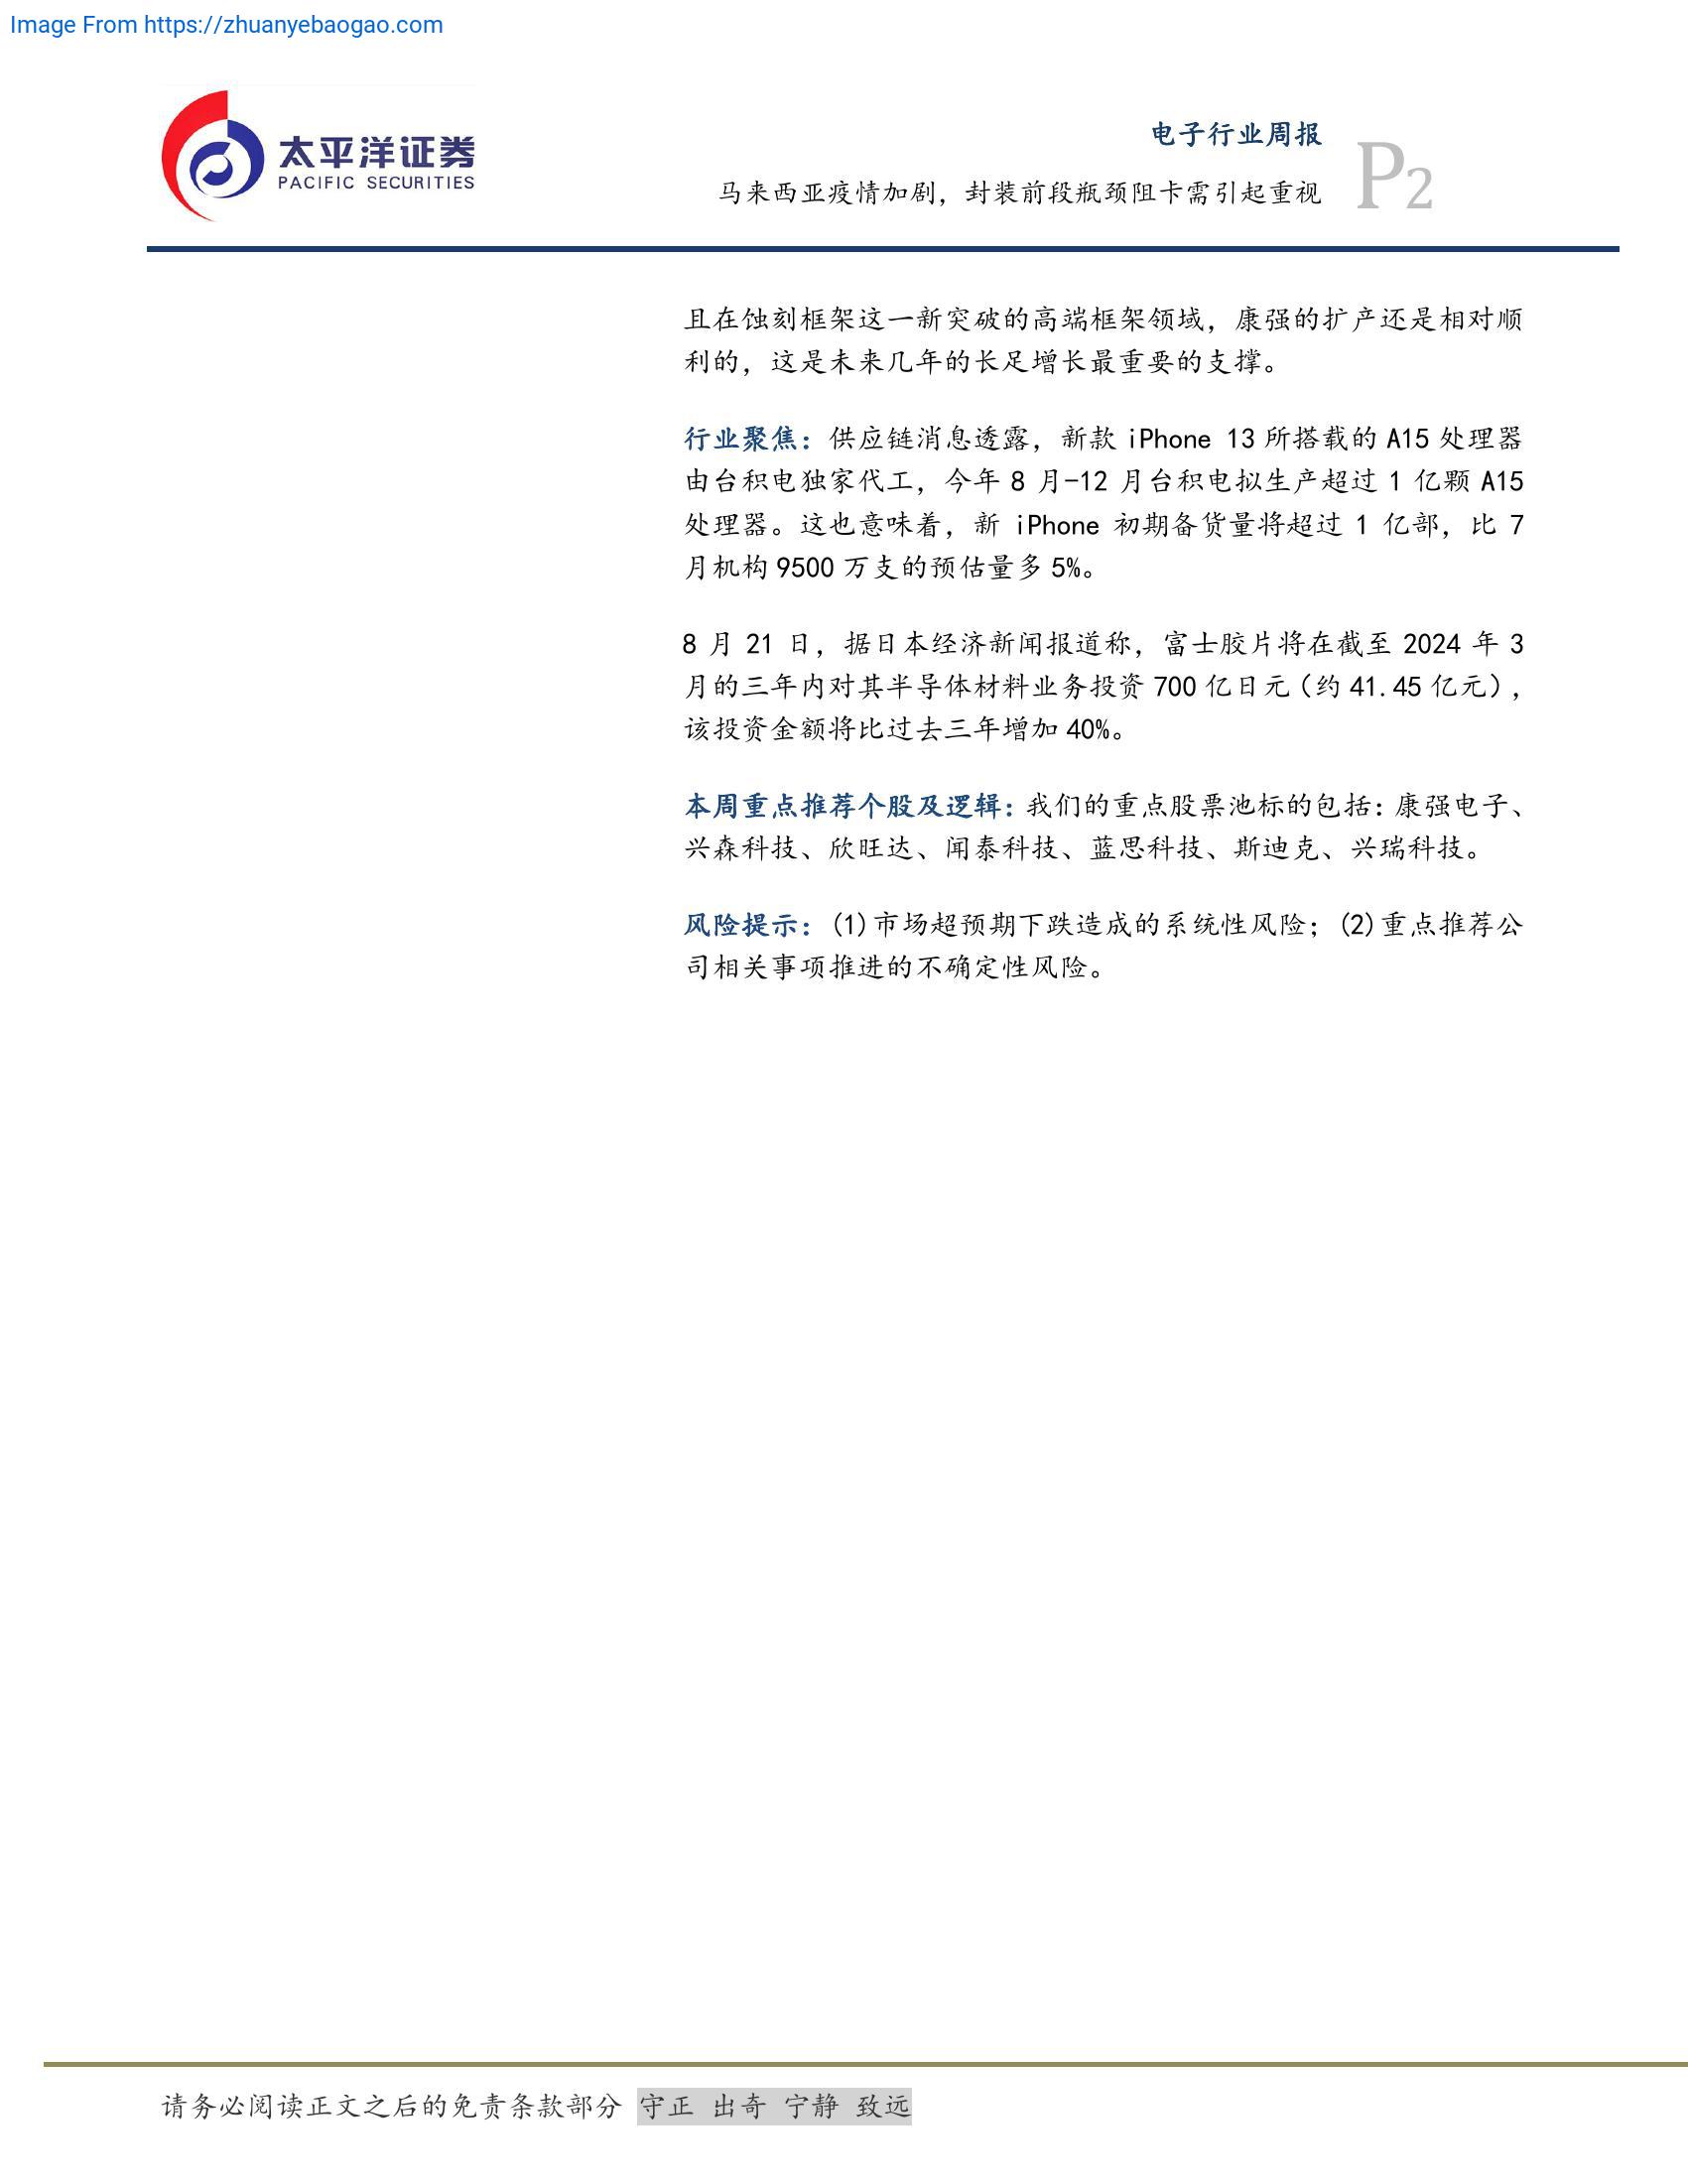 Image From https://zhuanyebaogao.com
太平洋证券
PACIFIC SECURITIES
电子行业周报
马来西亚疫情加剧，封装前段瓶颈阻卡需引起重视
P2
且在蚀刻框架这一新突破的高端框架领域，康强的扩产还是相对顺
利的，这是未来几年的长足增长最重要的支撑。
行业聚焦：供应链消息透露，新款 iPhone 13 所搭载的 A15 处理器
由台积电独家代工，今年 8 月-12 月台积电拟生产超过 1 亿颗 A15
处理器。这也意味着，新 iPhone 初期备货量将超过 1 亿部，比 7
月机构 9500 万支的预估量多 5%。
8 月 21 日，据日本经济新闻报道称，富士胶片将在截至 2024 年 3
月的三年内对其半导体材料业务投资 700 亿日元（约 41.45 亿元），
该投资金额将比过去三年增加 40%。
本周重点推荐个股及逻辑：我们的重点股票池标的包括：康强电子、
兴森科技、欣旺达、闻泰科技、蓝思科技、斯迪克、兴瑞科技。
风险提示：(1)市场超预期下跌造成的系统性风险；(2)重点推荐公
司相关事项推进的不确定性风险。
请务必阅读正文之后的免责条款部分 守正 出奇 宁静 致远